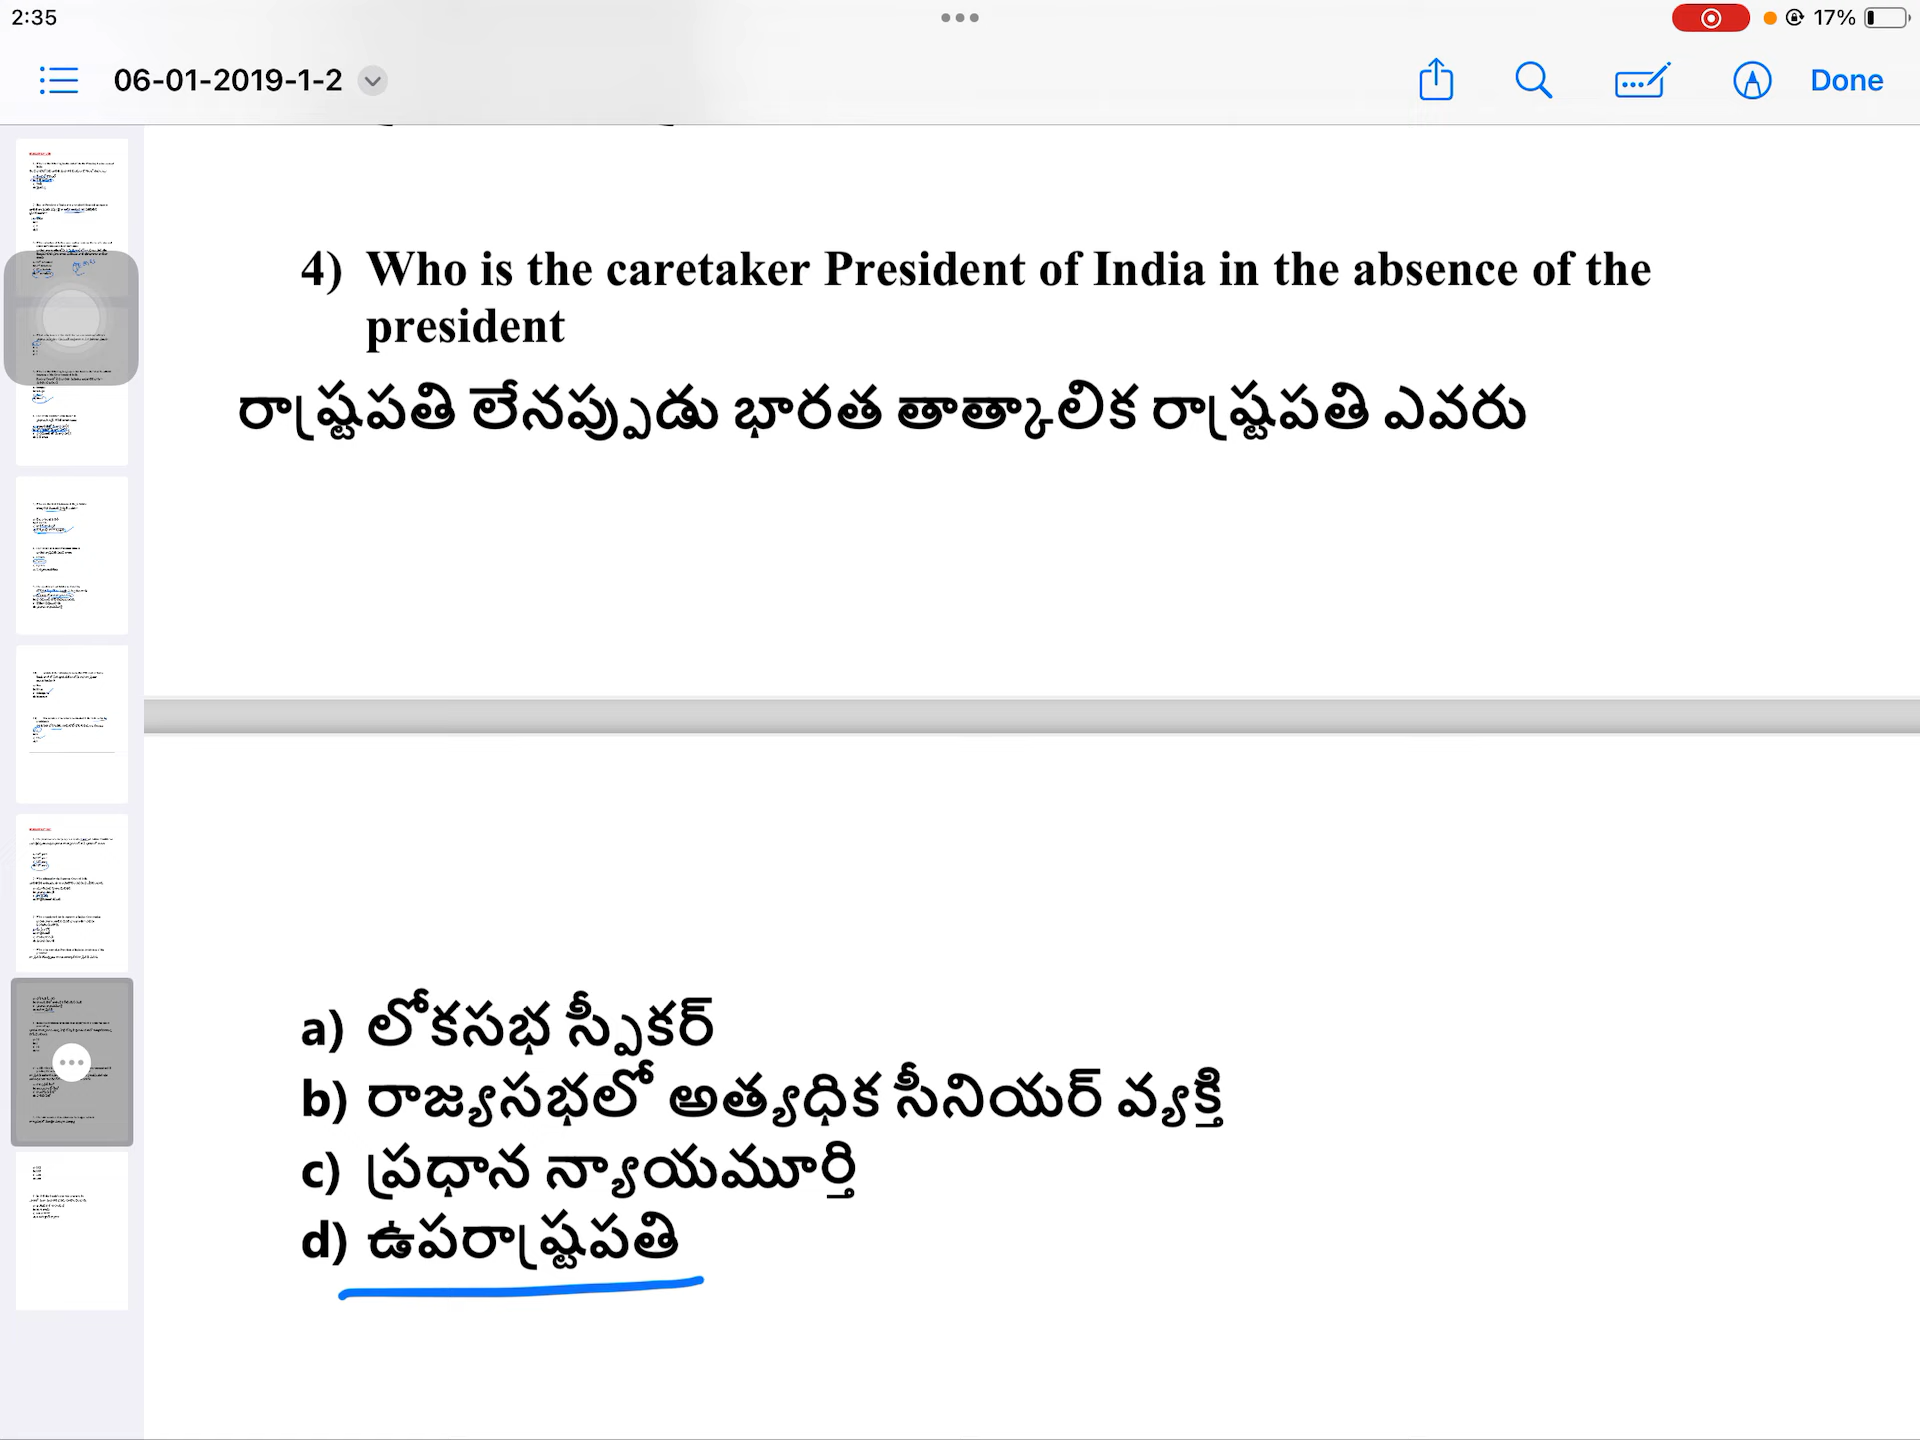 2:35
17%
06-01-2019-1-2
Done
4) Who is the caretaker President of India in the absence of the
president
రాష్ట్రపతి లేనప్పుడు భారత తాత్కాలిక రాష్ట్రపతి ఎవరు
a) లోకసభ స్పీకర్
b) రాజ్యసభలో అత్యధిక సీనియర్ వ్యక్తి
c) ప్రధాన న్యాయమూర్తి
d) ఉపరాష్ట్రపతి